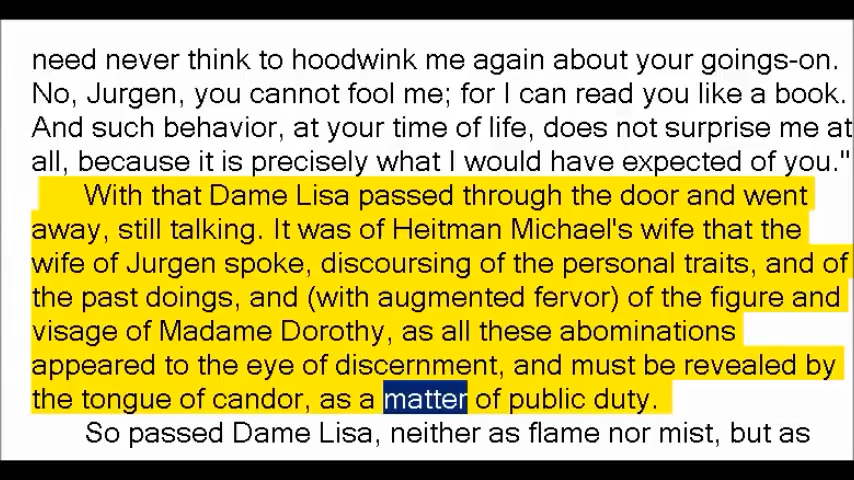 need never think to hoodwink me again about your goings-on.
No, Jurgen, you cannot fool me; for I can read you like a book.
And such behavior, at your time of life, does not surprise me at
all, because it is precisely what I would have expected of you."
With that Dame Lisa passed through the door and went
away, still talking. It was of Heitman Michael's wife that the
wife of Jurgen spoke, discoursing of the personal traits, and of
the past doings, and (with augmented fervor) of the figure and
visage of Madame Dorothy, as all these abominations
appeared to the eye of discernment, and must be revealed by
the tongue of candor, as a matter of public duty.
So passed Dame Lisa, neither as flame nor mist, but as